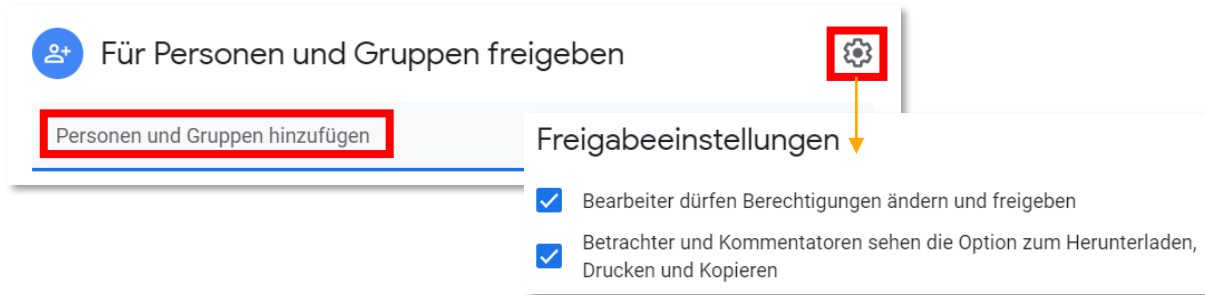 Für Personen und Gruppen freigeben
Personen und Gruppen hinzufügen
Freigabeeinstellungen
Bearbeiter dürfen Berechtigungen ändern und freigeben
Betrachter und Kommentatoren sehen die Option zum Herunterladen,
Drucken und Kopieren